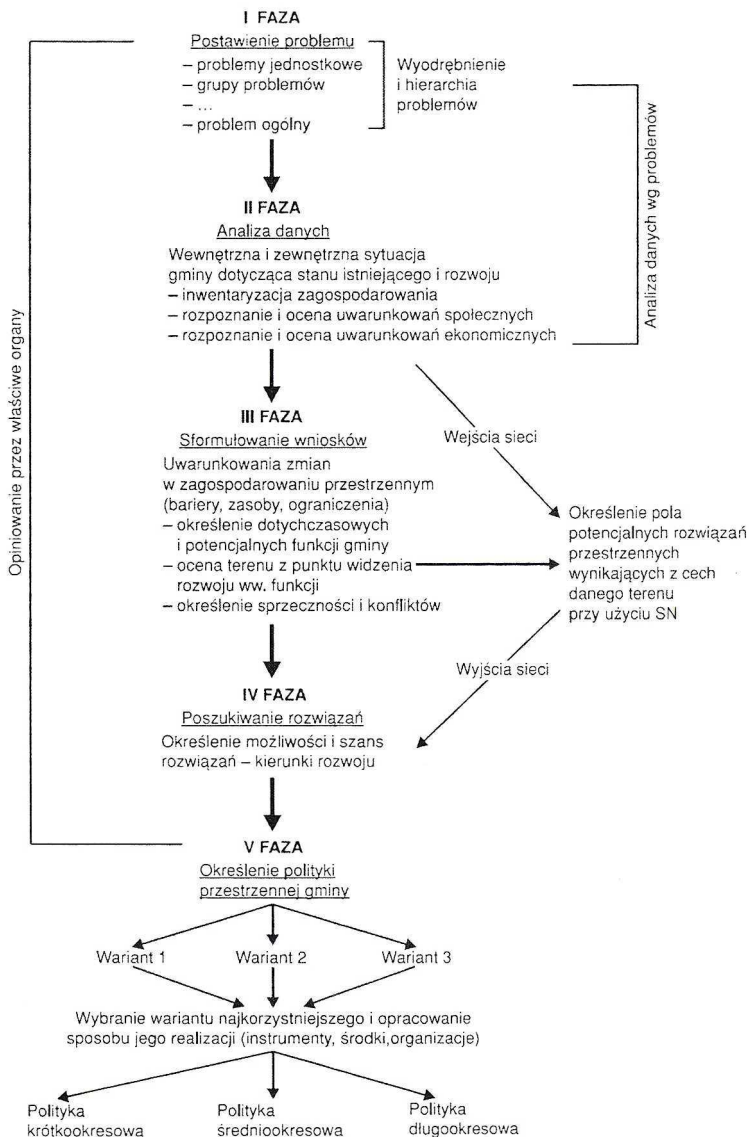 I FAZA
Postawienie problemu
– problemy jednostkowe
– grupy problemów
– ...
– problem ogólny
Wyodrębnienie
i hierarchia
problemów
II FAZA
Analiza danych
Wewnętrzna i zewnętrzna sytuacja
gminy dotycząca stanu istniejącego i rozwoju
– inwentaryzacja zagospodarowania
– rozpoznanie i ocena uwarunkowań społecznych
– rozpoznanie i ocena uwarunkowań ekonomicznych
Analiza danych wg problemów
Opiniowanie przez właściwe organy
III FAZA
Sformułowanie wniosków
Uwarunkowania zmian
w zagospodarowaniu przestrzennym
(bariery, zasoby, ograniczenia)
– określenie dotychczasowych
i potencjalnych funkcji gminy
– ocena terenu z punktu widzenia
rozwoju ww. funkcji
– określenie sprzeczności i konfliktów
Wejścia sieci
Określenie pola
potencjalnych rozwiązań
przestrzennych
wynikających z cech
danego terenu
przy użyciu SN
Wyjścia sieci
IV FAZA
Poszukiwanie rozwiązań
Określenie możliwości i szans
rozwiązań – kierunki rozwoju
V FAZA
Określenie polityki
przestrzennej gminy
Wariant 1 Wariant 2 Wariant 3
Wybranie wariantu najkorzystniejszego i opracowanie
sposobu jego realizacji (instrumenty, środki,organizacje)
Polityka
krótkookresowa
Polityka
średniookresowa
Polityka
długookresowa